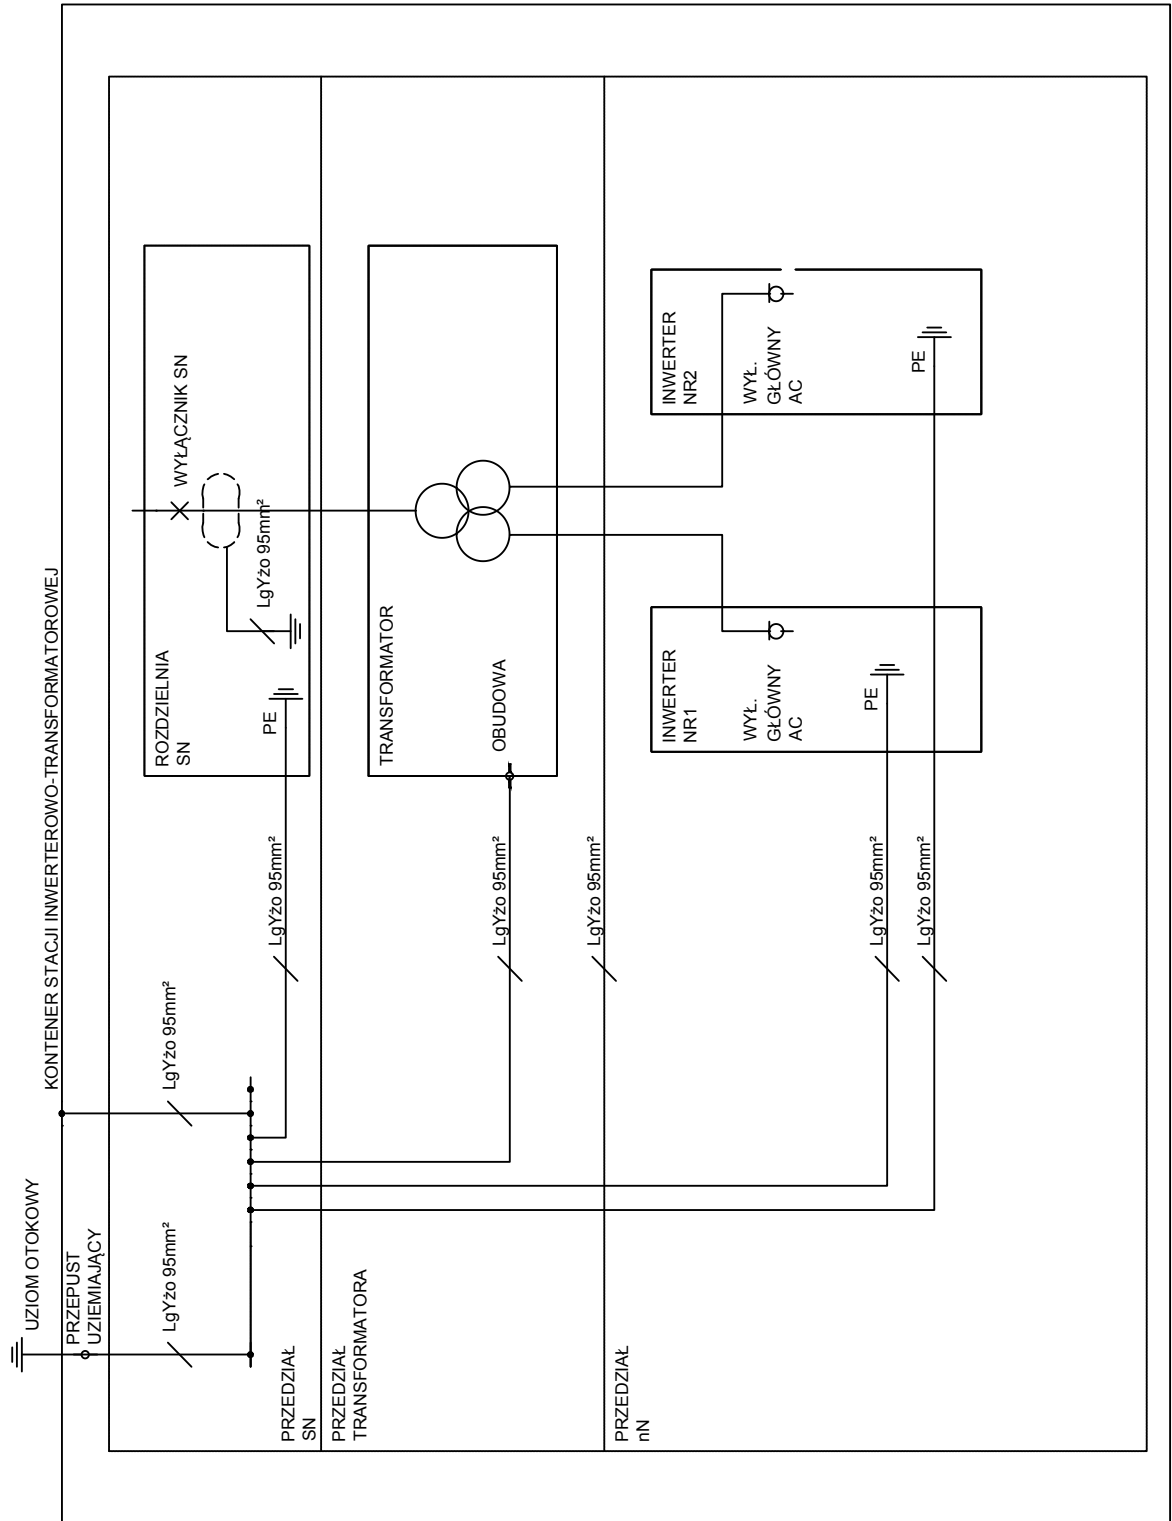 UZIOM OTOKOWY
PRZEPUST
UZIEMIAJĄCY
KONTENER STACJI INWERTEROWO-TRANSFORMATOROWEJ
LgYżo 95mm²
LgYżo 95mm²
PRZEDZIAŁ
SN
ROZDZIELNIA
SN
WYŁĄCZNIK SN
LgYżo 95mm²
PE
LgYżo 95mm²
PRZEDZIAŁ
TRANSFORMATORA
TRANSFORMATOR
OBUDOWA
LgYżo 95mm²
LgYżo 95mm²
PRZEDZIAŁ
nN
INWERTER
NR1
WYŁ.
GŁÓWNY
AC
PE
LgYżo 95mm²
INWERTER
NR2
WYŁ.
GŁÓWNY
AC
PE
LgYżo 95mm²